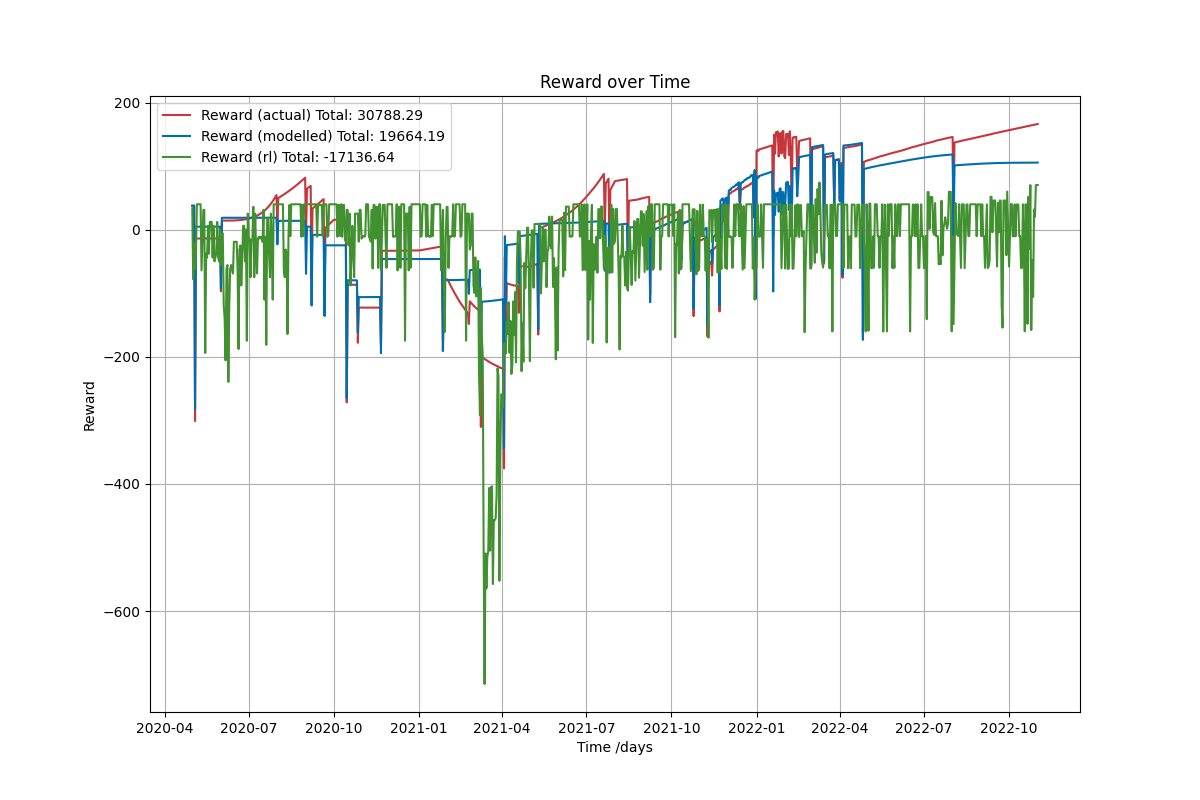 Reward over Time
200
0
−200
−400
−600
Reward
Reward (actual) Total: 30788.29
Reward (modelled) Total: 19664.19
Reward (rl) Total: -17136.64
2020-04
2020-07
2020-10
2021-01
2021-04
2021-07
2021-10
2022-01
2022-04
2022-07
2022-10
Time /days